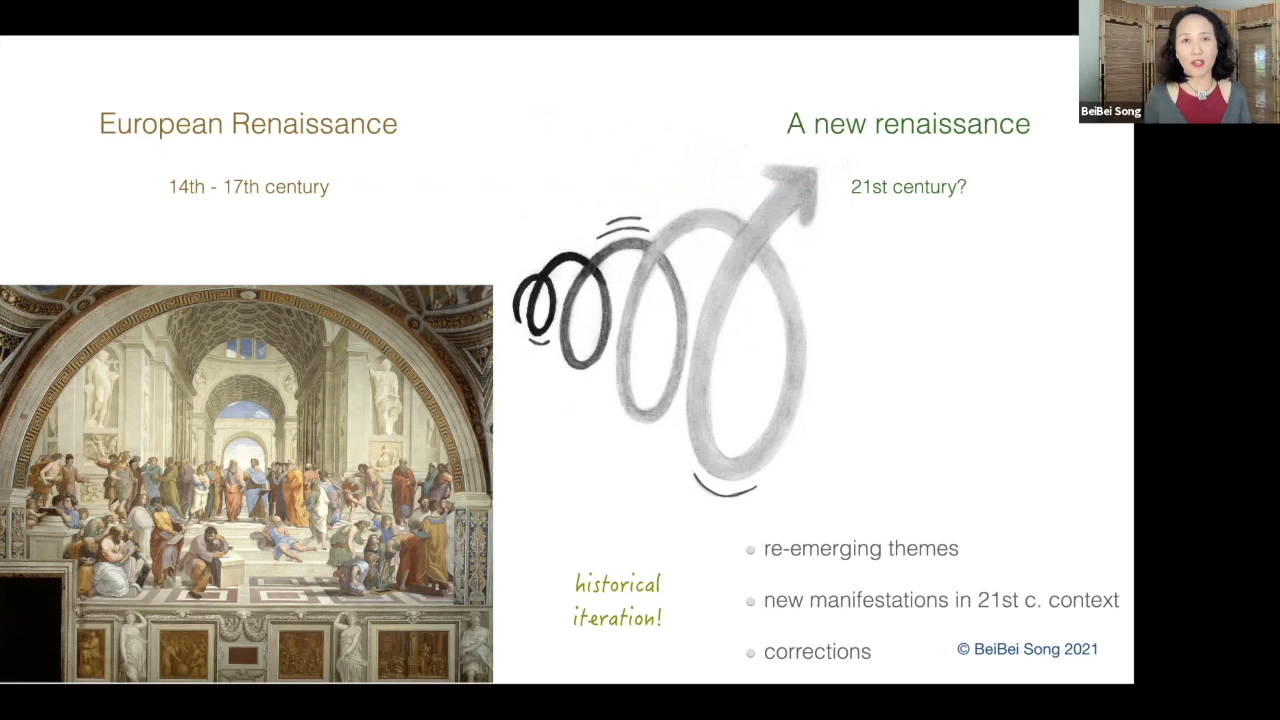 European Renaissance
14th - 17th century
A new renaissance
21st century?
BeiBei Song
historical
iteration!
re-emerging themes
new manifestations in 21st c. context
corrections
© BeiBei Song 2021